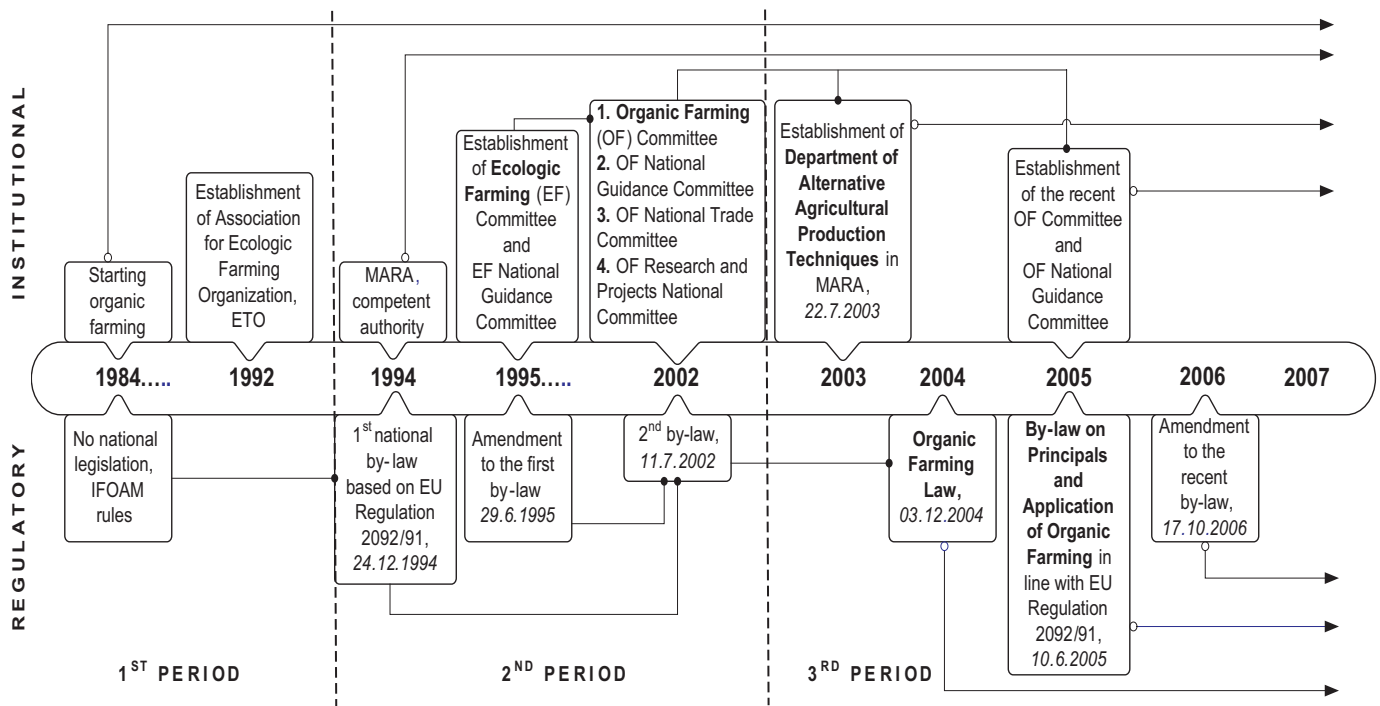 INSTITUTIONAL
Starting
organic
farming
Establishment
of Association
for Ecologic
Farming
Organization,
ETO
MARA,
competent
authority
Establishment
of Ecologic
Farming (EF)
Committee
and
EF National
Guidance
Committee
1. Organic Farming
(OF) Committee
2. OF National
Guidance Committee
3. OF National Trade
Committee
4. OF Research and
Projects National
Committee
Establishment of
Department of
Alternative
Agricultural
Production
Techniques in
MARA,
22.7.2003
Establishment
of the recent
OF Committee
and
OF National
Guidance
Committee
1984..... 1992 1994 1995..... 2002 2003 2004 2005 2006 2007
REGULATORY
No national
legislation,
IFOAM
rules
1st national
by-law
based on EU
Regulation
2092/91,
24.12.1994
Amendment
to the first
by-law
29.6.1995
2nd by-law,
11.7.2002
Organic
Farming
Law,
03.12.2004
By-law on
Principals
and
Application
of Organic
Farming in
line with EU
Regulation
2092/91,
10.6.2005
Amendment
to the
recent
by-law,
17.10.2006
1ST PERIOD 2ND PERIOD 3RD PERIOD